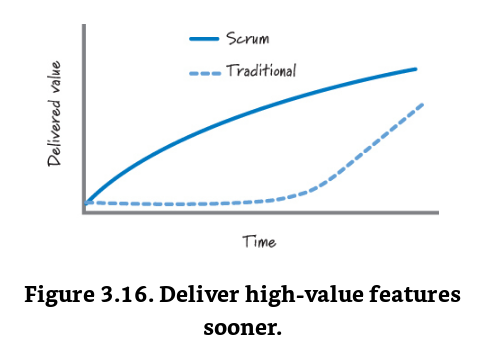 Scrum
Traditional
Delivered value
Time
Figure 3.16. Deliver high-value features
sooner.